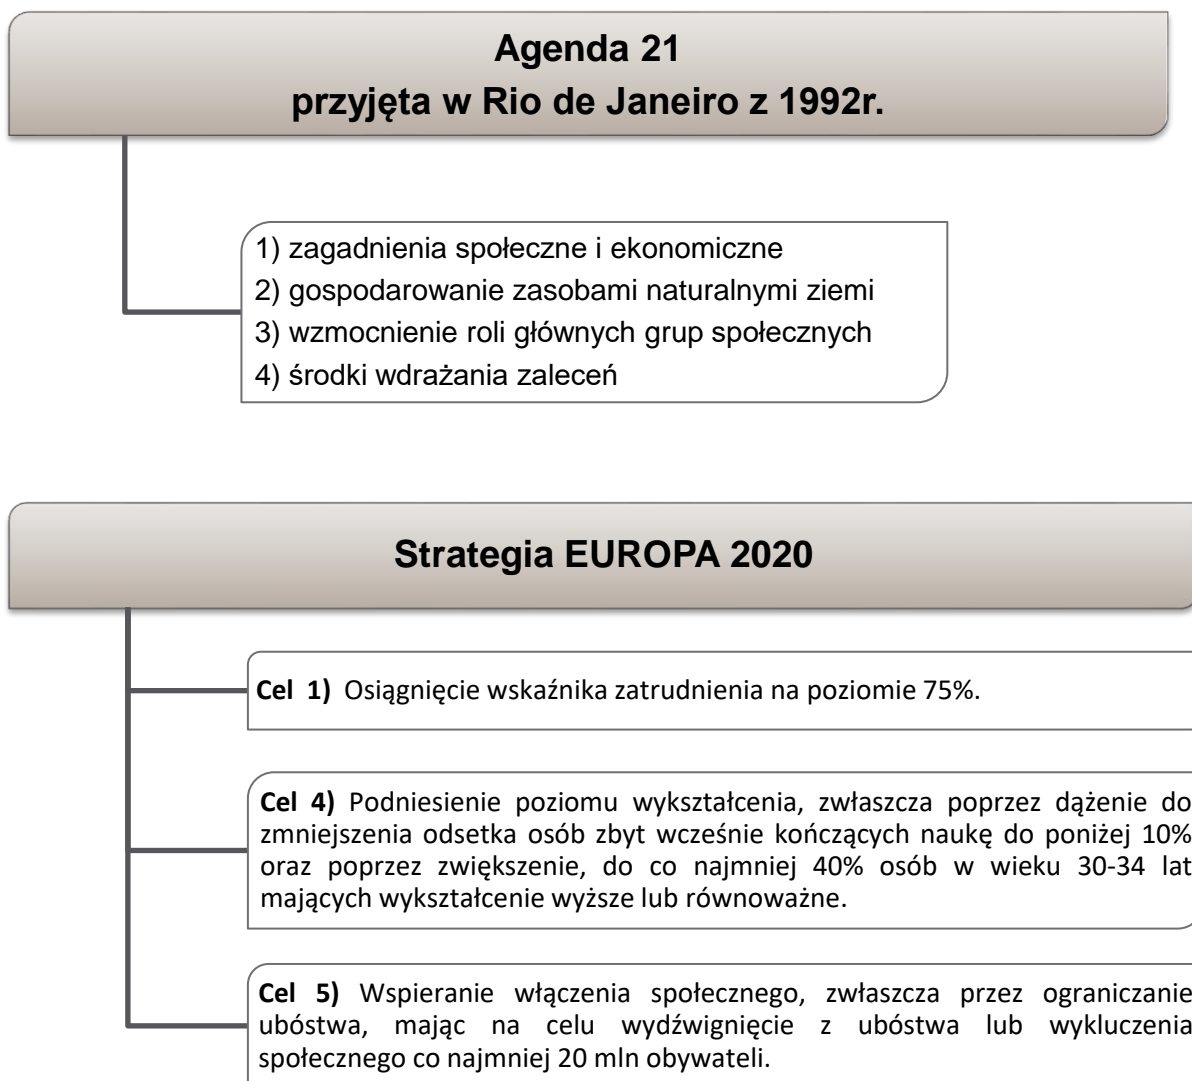 Agenda 21
przyjęta w Rio de Janeiro z 1992r.
1) zagadnienia społeczne i ekonomiczne
2) gospodarowanie zasobami naturalnymi ziemi
3) wzmocnienie roli głównych grup społecznych
4) środki wdrażania zaleceń
Strategia EUROPA 2020
Cel 1) Osiągnięcie wskaźnika zatrudnienia na poziomie 75%.
Cel 4) Podniesienie poziomu wykształcenia, zwłaszcza poprzez dążenie do
zmniejszenia odsetka osób zbyt wcześnie kończących naukę do poniżej 10%
oraz poprzez zwiększenie, do co najmniej 40% osób w wieku 30-34 lat
mających wykształcenie wyższe lub równoważne.
Cel 5) Wspieranie włączenia społecznego, zwłaszcza przez ograniczanie
ubóstwa, mając na celu wydźwignięcie z ubóstwa lub wykluczenia
społecznego co najmniej 20 mln obywateli.